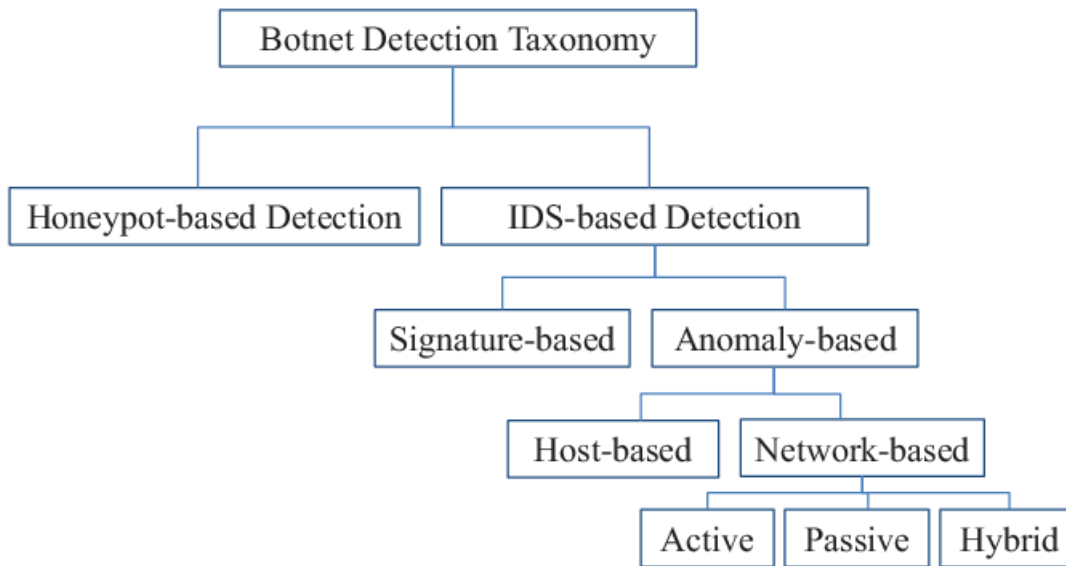 Botnet Detection Taxonomy
Honeypot-based Detection
IDS-based Detection
Signature-based
Anomaly-based
Host-based
Network-based
Active
Passive
Hybrid